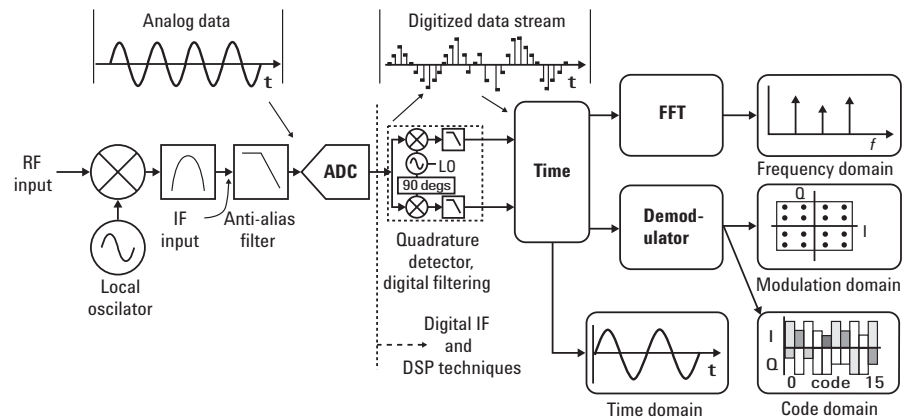 Analog data
t
Digitized data stream
t
RF
input
IF
input
Anti-alias
filter
ADC
Local
oscilator
LO
90 degs
Quadrature
detector,
digital filtering
Digital IF
and
DSP techniques
Time
FFT
f
Frequency domain
Demod-
ulator
Q
I
Modulation domain
t
Time domain
I
Q
0 code 15
Code domain